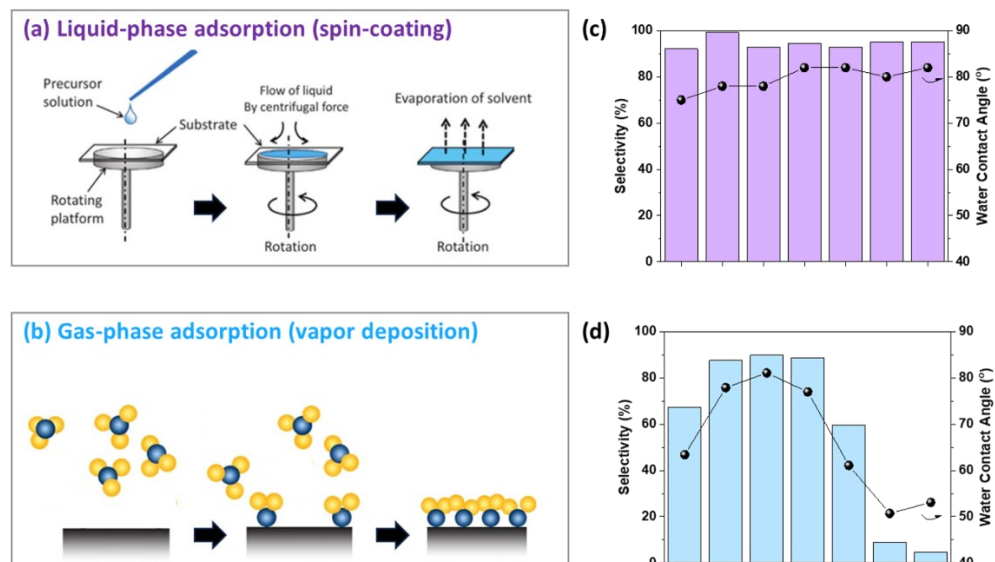 (a) Liquid-phase adsorption (spin-coating)
Precursor
solution
Substrate
Rotating
platform
Flow of liquid
By centrifugal force
Rotation
Evaporation of solvent
Rotation
(c)
Selectivity (%)
100
80
60
40
20
0
Water Contact Angle (°)
90
80
70
60
50
40
(b) Gas-phase adsorption (vapor deposition)
(d)
Selectivity (%)
100
80
60
40
20
Water Contact Angle (°)
90
80
70
60
50
40